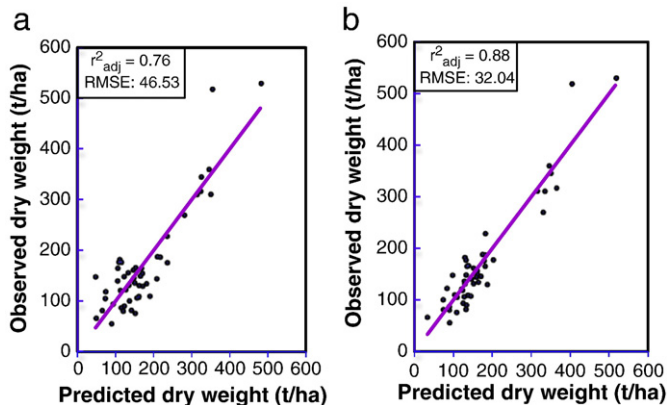 a
r²adj = 0.76
RMSE: 46.53
Observed dry weight (t/ha)
600
500
400
300
200
100
0
0 100 200 300 400 500 600
Predicted dry weight (t/ha)
b
r²adj = 0.88
RMSE: 32.04
Observed dry weight (t/ha)
600
500
400
300
200
100
0
0 100 200 300 400 500 600
Predicted dry weight (t/ha)